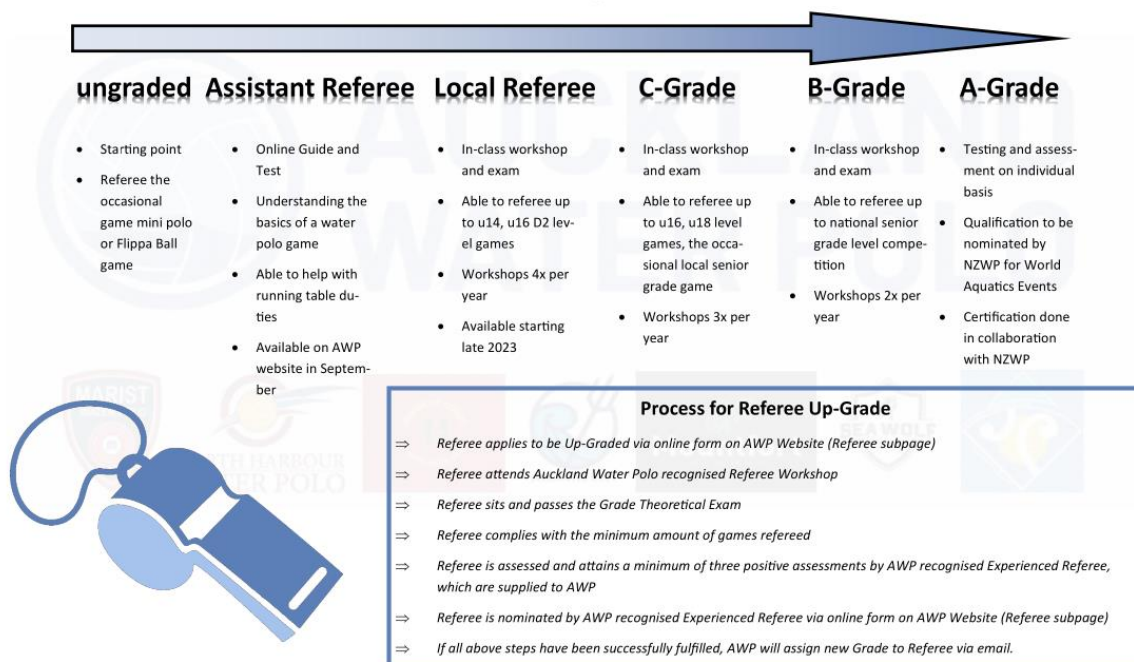 ungraded
Starting point
Referee the
occasional
game mini polo
or Flippa Ball
game
Assistant Referee
Online Guide and
Test
Understanding the
basics of a water
polo game
Able to help with
running table du-
ties
Available on AWP
website in Septem-
ber
Local Referee
In-class workshop
and exam
Able to referee up
to u14, u16 D2 lev-
el games
Workshops 4x per
year
Available starting
late 2023
C-Grade
In-class workshop
and exam
Able to referee up
to u16, u18 level
games, the occa-
sional local senior
grade game
Workshops 3x per
year
B-Grade
In-class workshop
and exam
Able to referee up
to national senior
grade level compe-
tition
Workshops 2x per
year
A-Grade
Testing and assess-
ment on individual
basis
Qualification to be
nominated by
NZWP for World
Aquatics Events
Certification done
in collaboration
with NZWP
AUCKLAND
WATER POLO
MARIST
HARBOUR
POLO
SEA WOLF
Process for Referee Up-Grade
⇒ Referee applies to be Up-Graded via online form on AWP Website (Referee subpage)
⇒ Referee attends Auckland Water Polo recognised Referee Workshop
⇒ Referee sits and passes the Grade Theoretical Exam
⇒ Referee complies with the minimum amount of games refereed
⇒ Referee is assessed and attains a minimum of three positive assessments by AWP recognised Experienced Referee,
which are supplied to AWP
⇒ Referee is nominated by AWP recognised Experienced Referee via online form on AWP Website (Referee subpage)
⇒ If all above steps have been successfully fulfilled, AWP will assign new Grade to Referee via email.